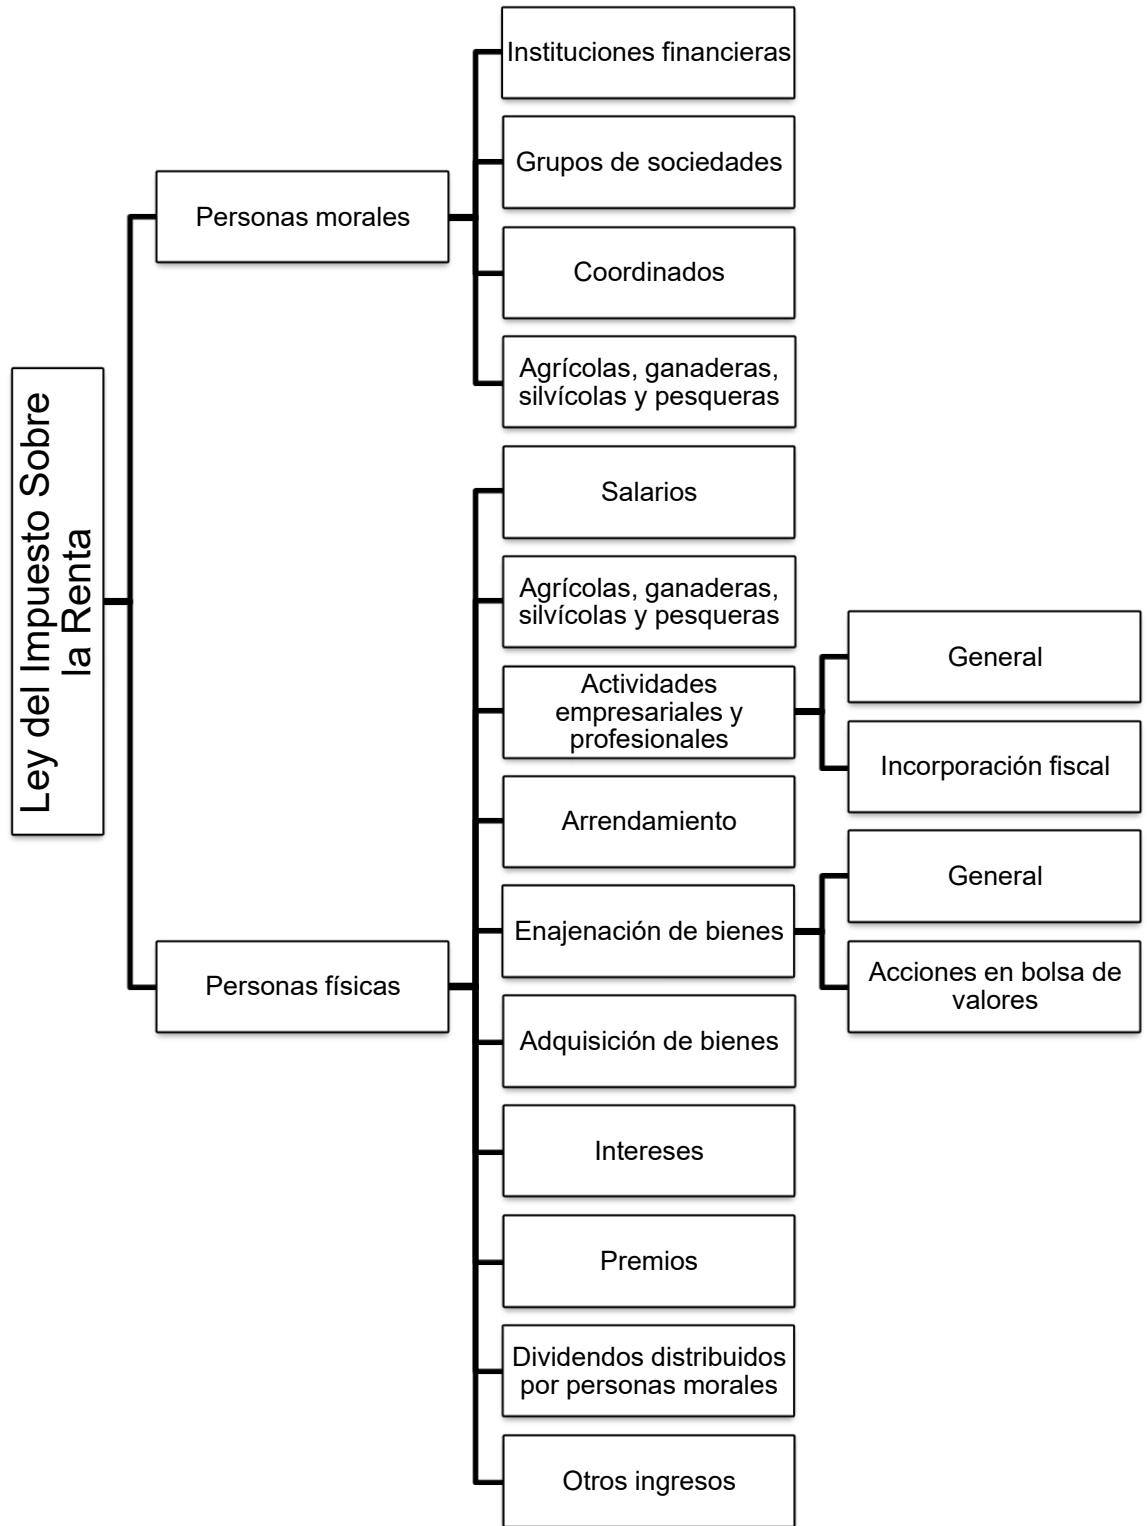 Ley del Impuesto Sobre
la Renta
Personas morales
Instituciones financieras
Grupos de sociedades
Coordinados
Agrícolas, ganaderas,
silvícolas y pesqueras
Personas físicas
Salarios
Agrícolas, ganaderas,
silvícolas y pesqueras
Actividades
empresariales y
profesionales
General
Incorporación fiscal
Arrendamiento
Enajenación de bienes
General
Acciones en bolsa de
valores
Adquisición de bienes
Intereses
Premios
Dividendos distribuidos
por personas morales
Otros ingresos